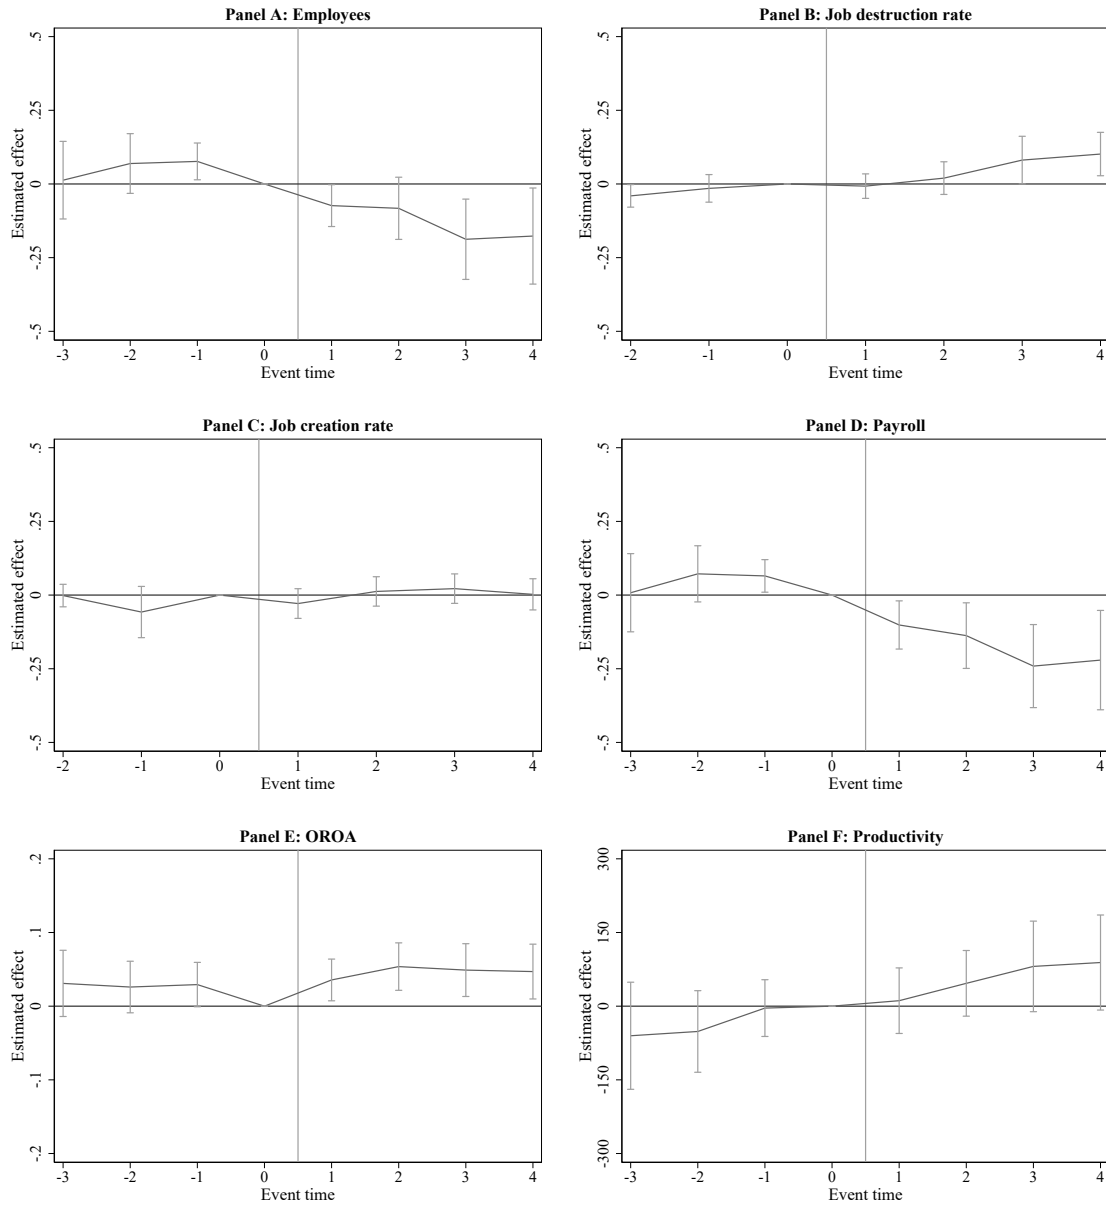 Panel A: Employees
Estimated effect
.5
.25
0
-.25
-.5
-3 -2 -1 0 1 2 3 4
Event time
Panel B: Job destruction rate
Estimated effect
.5
.25
0
-.25
-.5
-2 -1 0 1 2 3 4
Event time
Panel C: Job creation rate
Estimated effect
.5
.25
0
-.25
-.5
-2 -1 0 1 2 3 4
Event time
Panel D: Payroll
Estimated effect
.5
.25
0
-.25
-.5
-3 -2 -1 0 1 2 3 4
Event time
Panel E: OROA
Estimated effect
.2
.1
0
-.1
-.2
-3 -2 -1 0 1 2 3 4
Event time
Panel F: Productivity
Estimated effect
300
150
0
-150
-300
-3 -2 -1 0 1 2 3 4
Event time